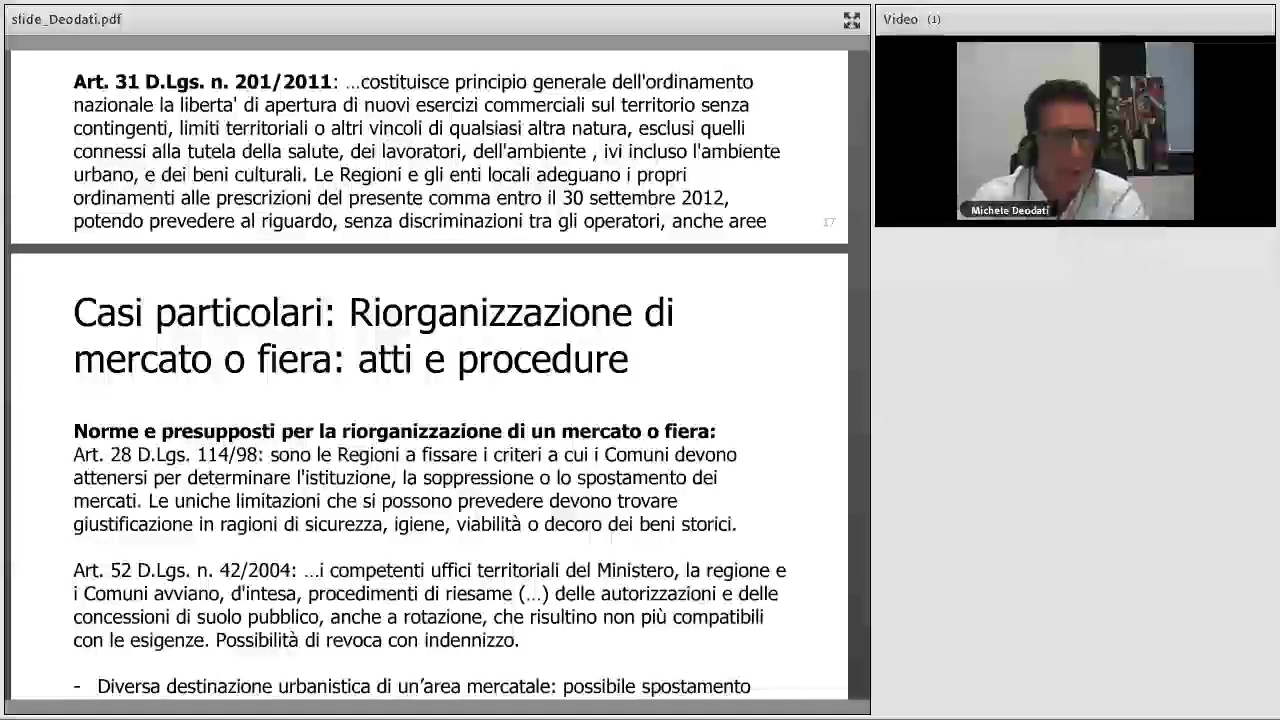 slide_Deodati.pdf
Art. 31 D.Lgs. n. 201/2011: ...costituisce principio generale dell'ordinamento
nazionale la liberta' di apertura di nuovi esercizi commerciali sul territorio senza
contingenti, limiti territoriali o altri vincoli di qualsiasi altra natura, esclusi quelli
connessi alla tutela della salute, dei lavoratori, dell'ambiente , ivi incluso l'ambiente
urbano, e dei beni culturali. Le Regioni e gli enti locali adeguano i propri
ordinamenti alle prescrizioni del presente comma entro il 30 settembre 2012,
potendo prevedere al riguardo, senza discriminazioni tra gli operatori, anche aree
17
Casi particolari: Riorganizzazione di
mercato o fiera: atti e procedure
Norme e presupposti per la riorganizzazione di un mercato o fiera:
Art. 28 D.Lgs. 114/98: sono le Regioni a fissare i criteri a cui i Comuni devono
attenersi per determinare l'istituzione, la soppressione o lo spostamento dei
mercati. Le uniche limitazioni che si possono prevedere devono trovare
giustificazione in ragioni di sicurezza, igiene, viabilità o decoro dei beni storici.
Art. 52 D.Lgs. n. 42/2004: ...i competenti uffici territoriali del Ministero, la regione e
i Comuni avviano, d'intesa, procedimenti di riesame (...) delle autorizzazioni e delle
concessioni di suolo pubblico, anche a rotazione, che risultino non più compatibili
con le esigenze. Possibilità di revoca con indennizzo.
- Diversa destinazione urbanistica di un'area mercatale: possibile spostamento
Video (1)
Michele Deodati